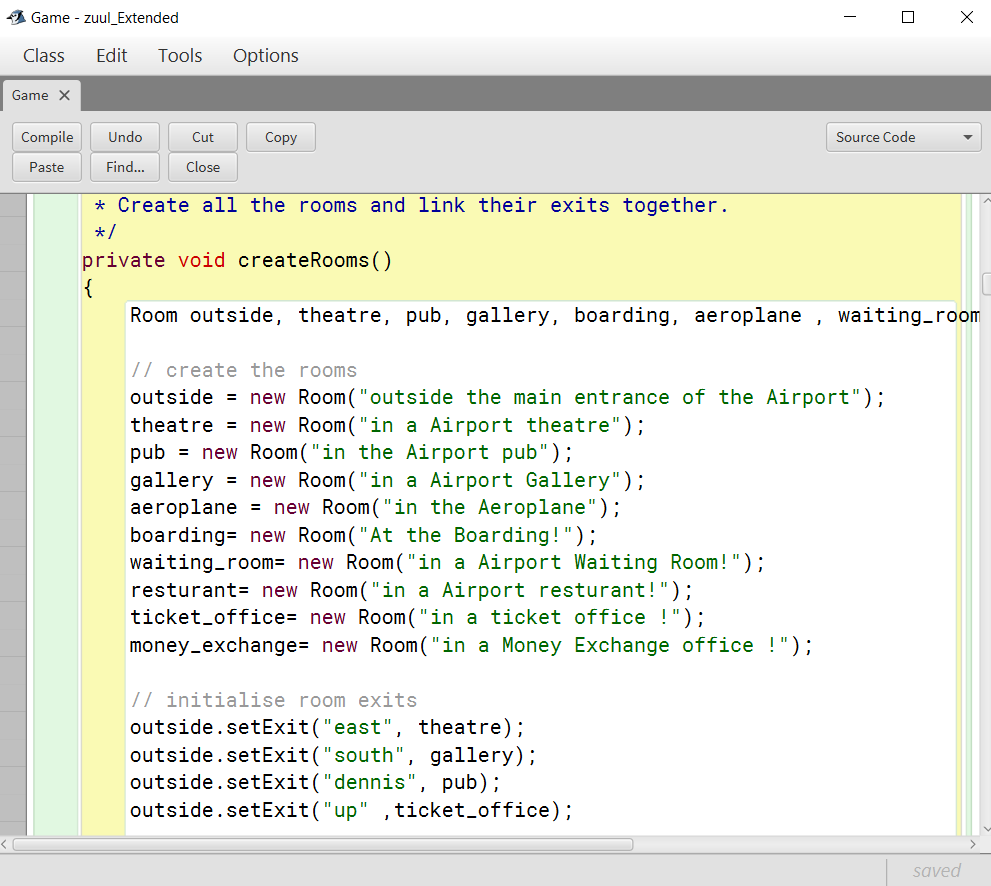 Game - zuul_Extended
Class Edit Tools Options
Game
Compile Undo Cut Copy Source Code
Paste Find... Close
* Create all the rooms and link their exits together.
*/
private void createRooms()
{
Room outside, theatre, pub, gallery, boarding, aeroplane , waiting_room
// create the rooms
outside = new Room("outside the main entrance of the Airport");
theatre = new Room("in a Airport theatre");
pub = new Room("in the Airport pub");
gallery = new Room("in a Airport Gallery");
aeroplane = new Room("in the Aeroplane");
boarding= new Room("At the Boarding!");
waiting_room= new Room("in a Airport Waiting Room!");
resturant= new Room("in a Airport resturant!");
ticket_office= new Room("in a ticket office !");
money_exchange= new Room("in a Money Exchange office !");
// initialise room exits
outside.setExit("east", theatre);
outside.setExit("south", gallery);
outside.setExit("dennis", pub);
outside.setExit("up" ,ticket_office);
saved